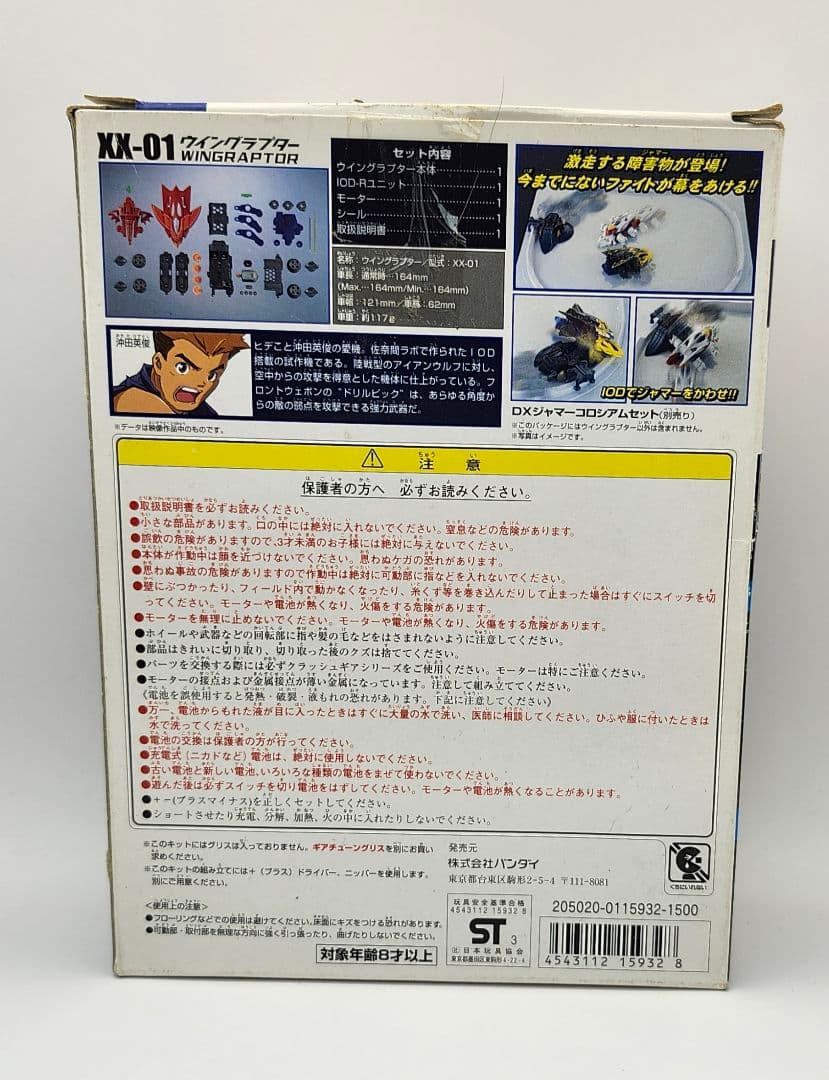 XX-01 ウイングラプター
WINGRAPTOR
セット内容
ウイングラプター本体 1
IOD-Rユニット 1
モーター 1
シール 1
取扱説明書 1
名称：ウイングラプター/型式：XX-01
車長：通常時…164mm
(Max.…164mm/Min.…164mm)
車幅：121mm/車高：62mm
車重：約117g
激走する障害物が登場!
ジャマー
今までにないファイトが幕をあける!!
IODでジャマーをかわせ!!
DXジャマーコロシアムセット(別売り)
※このパッケージにはウイングラプター以外は含まれません。
※写真はイメージです。
沖田英俊
ヒデこと沖田英俊の愛機。佐奈間ラボで作られたIOD
搭載の試作機である。陸戦型のアイアンウルフに対し、
空中からの攻撃を得意とした機体に仕上がっている。フ
ロントウェポンの“ドリルビック”は、あらゆる角度か
らの敵の弱点を攻撃できる強力武器だ。
※データは映像作品中のものです。
注意
保護者の方へ 必ずお読みください。
●取扱説明書を必ずお読みください。
●小さな部品があります。口の中には絶対に入れないでください。窒息などの危険があります。
●誤飲の危険がありますので、3才未満のお子様には絶対に与えないでください。
●本体が作動中は顔を近づけないでください。思わぬケガの恐れがあります。
●思わぬ事故の危険がありますので作動中は絶対に可動部に指などを入れないでください。
●壁にぶつかったり、フィールド内で動かなくなったり、糸くず等を巻き込んだりして止まった場合はすぐにスイッチを切
ってください。モーターや電池が熱くなり、火傷をする危険があります。
●モーターを無理に止めないでください。モーターや電池が熱くなり、火傷をする危険があります。
●ホイールや武器などの回転部に指や髪の毛などをはさまれないように注意してください。
●部品はきれいに切り取り、切り取った後のクズは捨ててください。
●パーツを交換する際には必ずクラッシュギアシリーズをご使用ください。モーターは特にご注意ください。
●モーターの接点および金属接点が薄い金属になっています。注意して組み立ててください。
《電池を誤使用すると発熱・破裂・液もれの恐れがあります。下記に注意してください》
●万一、電池からもれた液が目に入ったときはすぐに大量の水で洗い、医師に相談してください。ひふや服に付いたときは
水で洗ってください。
●電池の交換は保護者の方が行ってください。
●充電式(ニカドなど)電池は、絶対に使用しないでください。
●古い電池と新しい電池、いろいろな種類の電池をまぜて使わないでください。
●遊んだ後は必ずスイッチを切り電池をはずしてください。モーターや電池が熱くなることがあります。
●＋－(プラスマイナス)を正しくセットしてください。
●ショートさせたり充電、分解、加熱、火の中に入れたりしないでください。
※このキットにはグリスは入っておりません。ギアチューングリスを別にお買い
求めください。
※このキットの組み立てには＋（プラス）ドライバー、ニッパーを使用します。
別にご用意ください。
＜使用上の注意＞
●フローリングなどでの使用は避けてください。床面にキズをつける恐れがあります。
●可動部・取付部を無理な方向に強く引っ張ったり、曲げたりしないでください。
対象年齢8才以上
発売元
株式会社バンダイ
東京都台東区駒形2-5-4 〒111-8081
くちにいれない
玩具安全基準合格
4543112 15932 8
ST 3
(社)日本玩具協会
東京都墨田区東駒形4-22-4
205020-0115932-1500
4543112 15932 8